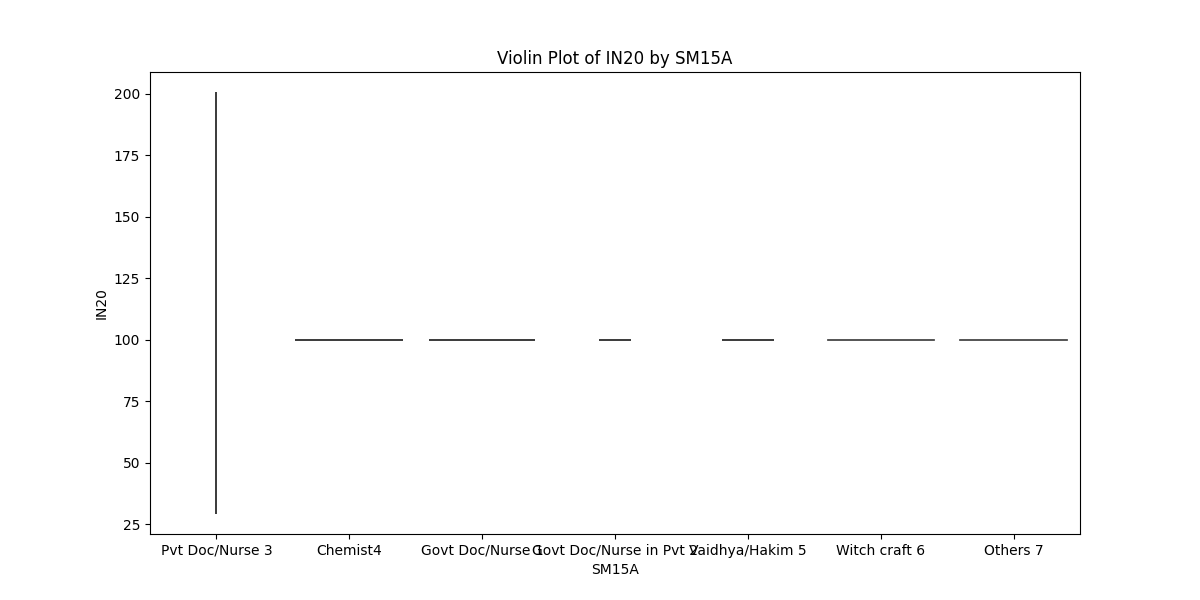 Violin Plot of IN20 by SM15A
200
175
150
125
100
75
50
25
IN20
Pvt Doc/Nurse 3
Chemist4
Govt Doc/Nurse 1
Govt Doc/Nurse in Pvt 2
Vaidhya/Hakim 5
Witch craft 6
Others 7
SM15A